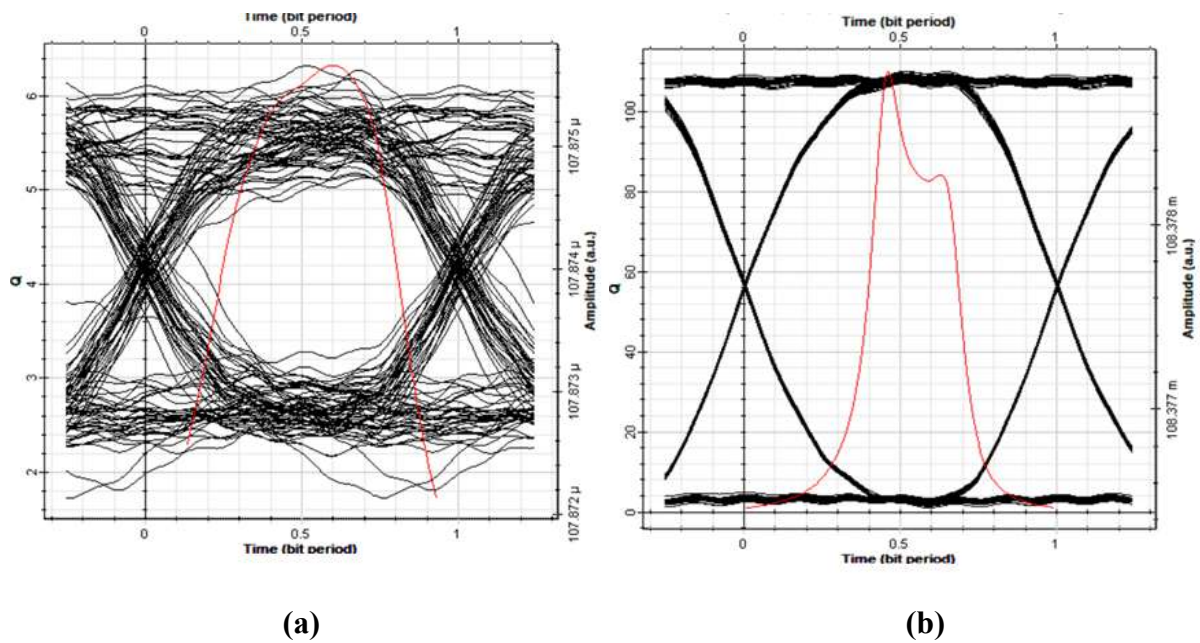 Time (bit period)
0 0.5 1
Q
2 3 4 5 6
Amplitude (a.u.)
107.872 µ 107.873 µ 107.874 µ 107.875 µ
0 0.5 1
Time (bit period)
(a)
Time (bit period)
0 0.5 1
Q
0 20 40 60 80 100
Amplitude (a.u.)
108.377 m 108.378 m
0 0.5 1
Time (bit period)
(b)